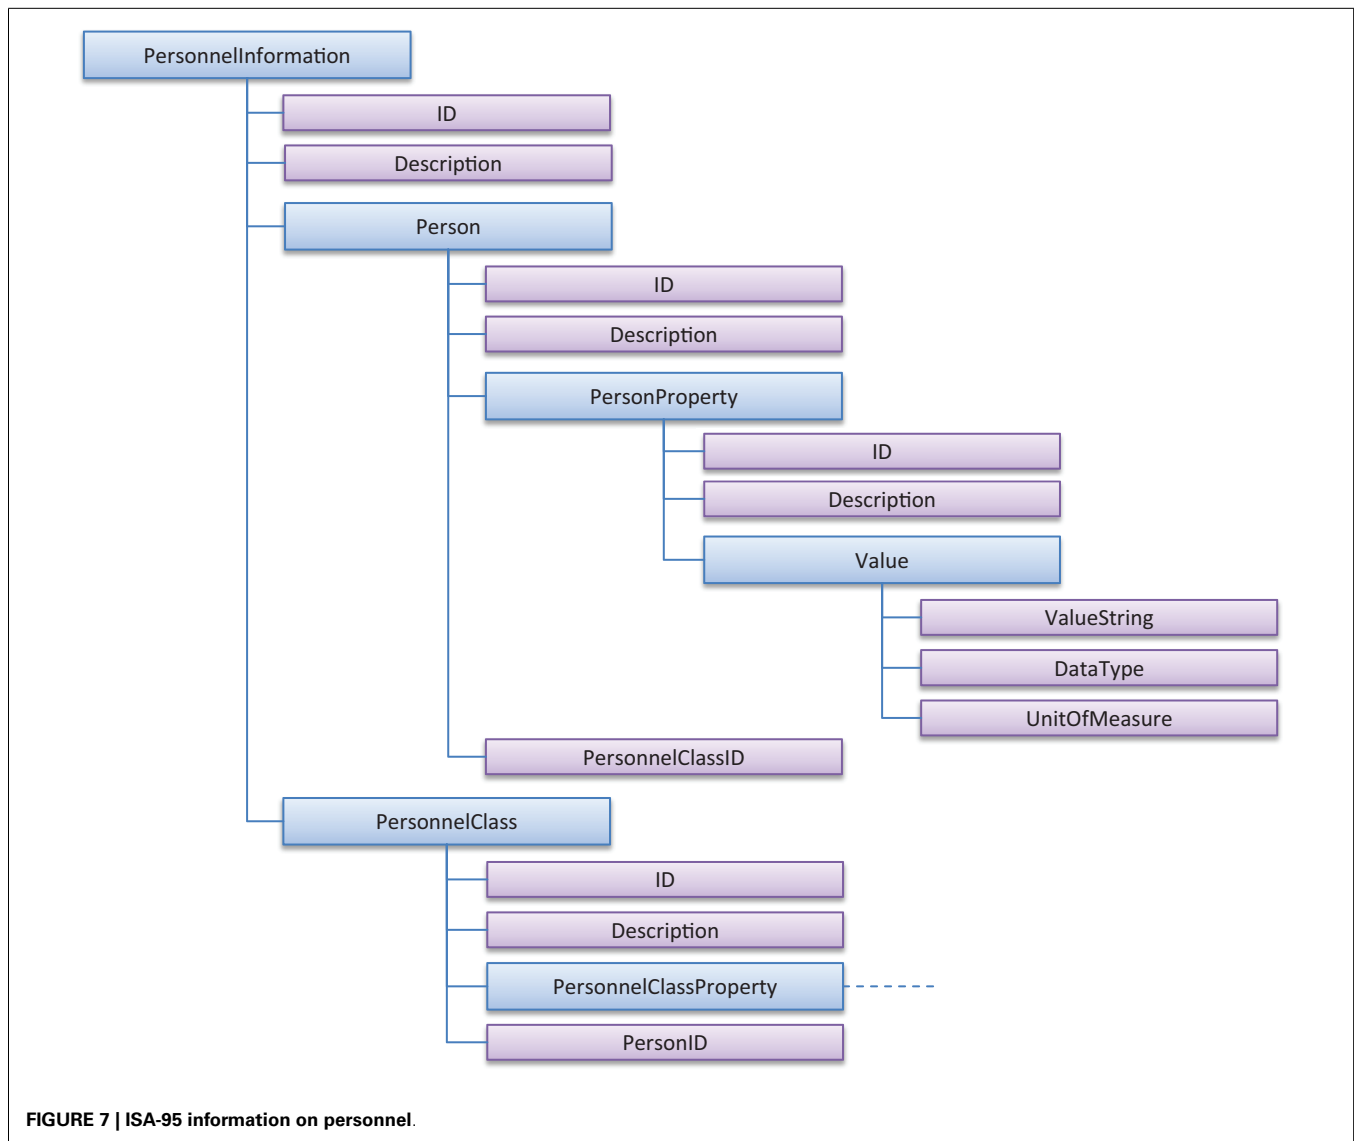 PersonnelInformation
ID
Description
Person
ID
Description
PersonProperty
ID
Description
Value
ValueString
DataType
UnitOfMeasure
PersonnelClassID
PersonnelClass
ID
Description
PersonnelClassProperty
PersonID
FIGURE 7 | ISA-95 information on personnel.